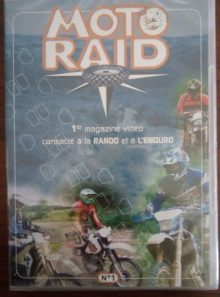 MOTO
RAID
1er magazine vidéo
consacré à la RANDO et à L'ENDURO
N°1